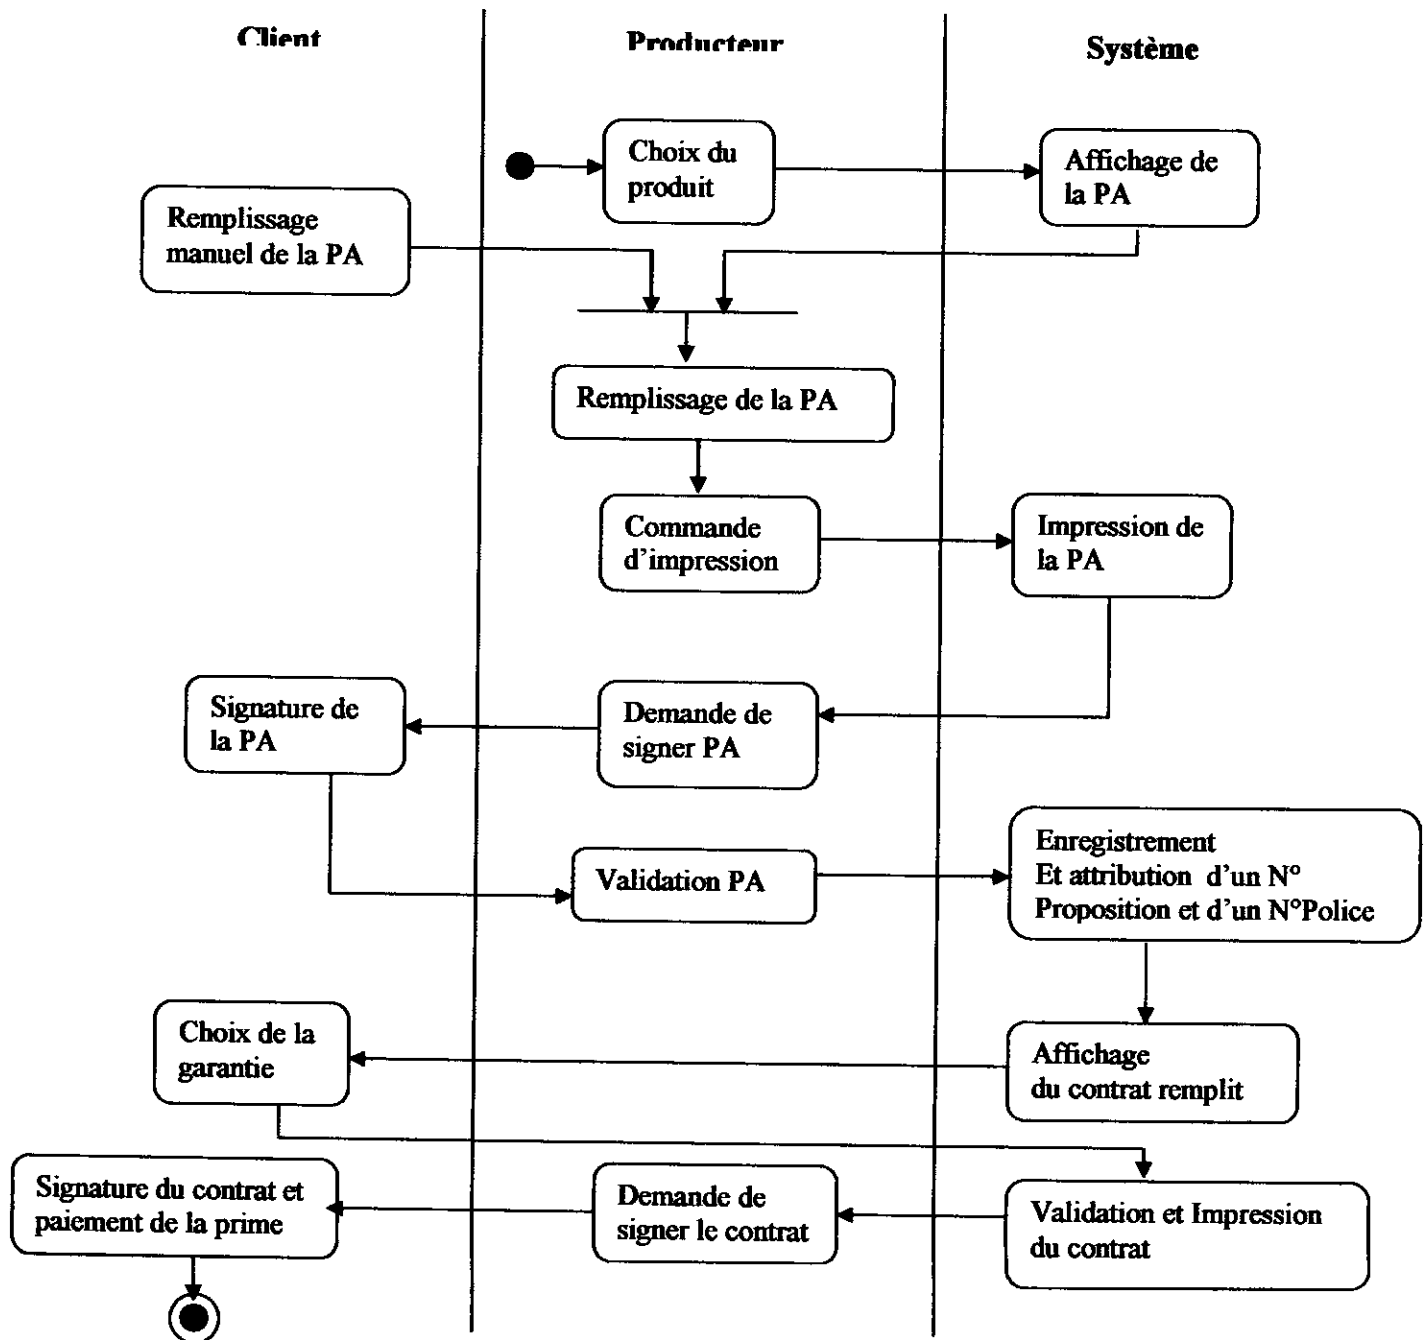 Client
Producteur
Système
Choix du
produit
Affichage de
la PA
Remplissage
manuel de la PA
Remplissage de la PA
Commande
d'impression
Impression de
la PA
Signature de
la PA
Demande de
signer PA
Validation PA
Enregistrement
Et attribution d'un N°
Proposition et d'un N°Police
Choix de la
garantie
Affichage
du contrat remplit
Signature du contrat et
paiement de la prime
Demande de
signer le contrat
Validation et Impression
du contrat